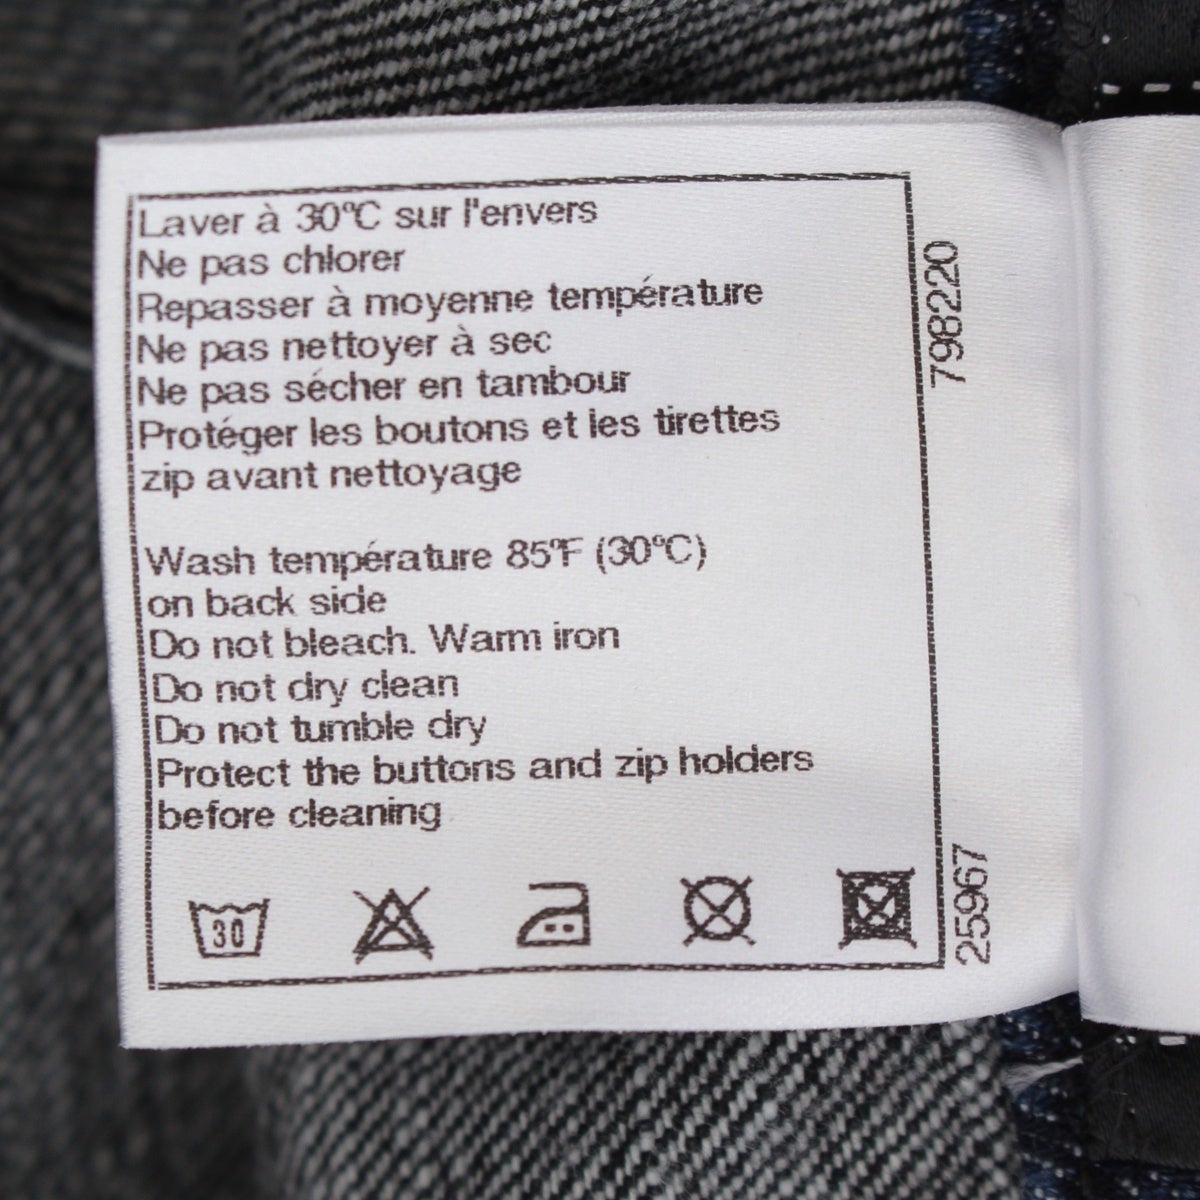 Laver à 30°C sur l'envers
Ne pas chlorer
Repasser à moyenne température
Ne pas nettoyer à sec
Ne pas sécher en tambour
Protéger les boutons et les tirettes
zip avant nettoyage
Wash température 85°F (30°C)
on back side
Do not bleach. Warm iron
Do not dry clean
Do not tumble dry
Protect the buttons and zip holders
before cleaning
30
798220
25967